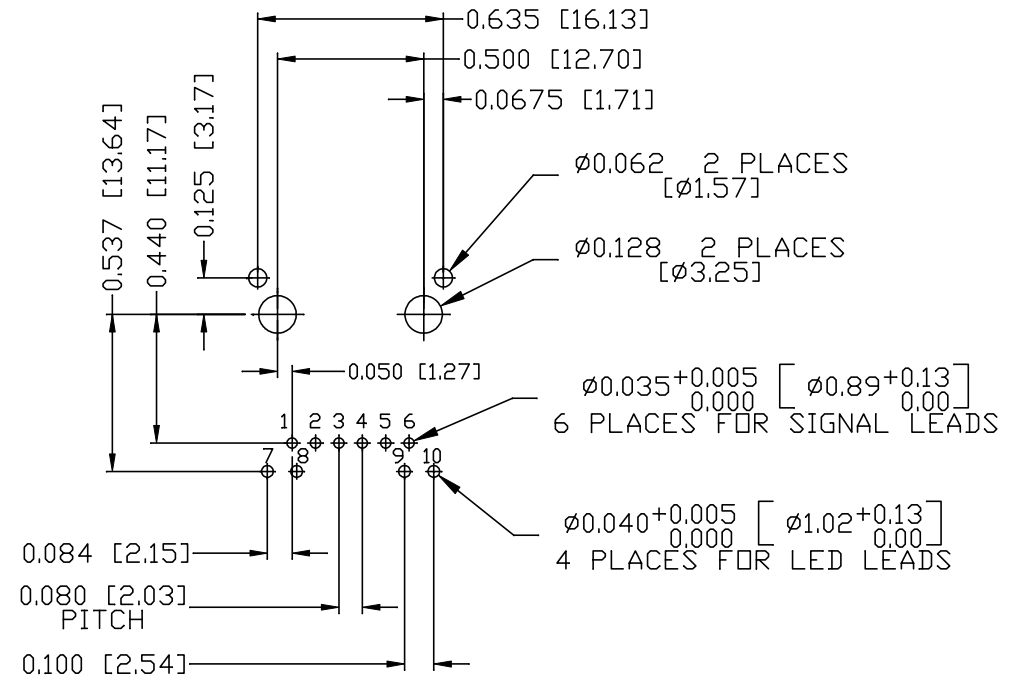 0.635 [16.13]
0.500 [12.70]
0.0675 [1.71]
0.537 [13.64]
0.440 [11.17]
0.125 [3.17]
Ø0.062 2 PLACES
[Ø1.57]
Ø0.128 2 PLACES
[Ø3.25]
0.050 [1.27]
Ø0.035 +0.005 [Ø0.89 +0.13]
0.000 0.00
6 PLACES FOR SIGNAL LEADS
1 2 3 4 5 6
7 8 9 10
Ø0.040 +0.005 [Ø1.02 +0.13]
0.000 0.00
4 PLACES FOR LED LEADS
0.084 [2.15]
0.080 [2.03]
PITCH
0.100 [2.54]